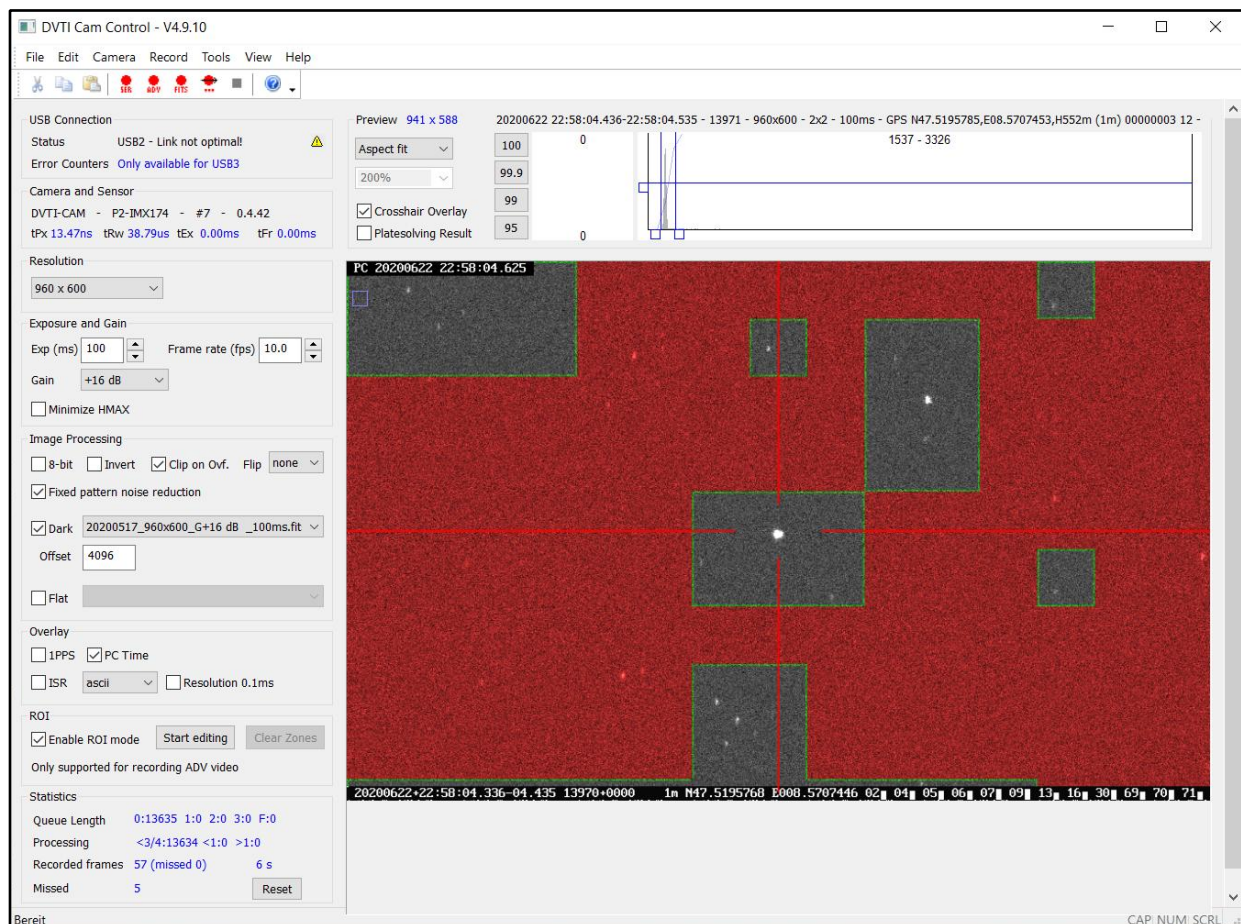 DVTI Cam Control - V4.9.10
File Edit Camera Record Tools View Help
SER ADV FITS
USB Connection
Status USB2 - Link not optimal!
Error Counters Only available for USB3
Camera and Sensor
DVTI-CAM - P2-IMX174 - #7 - 0.4.42
tPx 13.47ns tRw 38.79us tEx 0.00ms tFr 0.00ms
Resolution
960 x 600
Exposure and Gain
Exp (ms) 100 Frame rate (fps) 10.0
Gain +16 dB
Minimize HMAX
Image Processing
8-bit Invert Clip on Ovf. Flip none
Fixed pattern noise reduction
Dark 20200517_960x600_G+16 dB _100ms.fit
Offset 4096
Flat
Overlay
1PPS PC Time
ISR ascii Resolution 0.1ms
ROI
Enable ROI mode Start editing Clear Zones
Only supported for recording ADV video
Statistics
Queue Length 0:13635 1:0 2:0 3:0 F:0
Processing <3/4:13634 <1:0 >1:0
Recorded frames 57 (missed 0) 6 s
Missed 5 Reset
Preview 941 x 588 20200622 22:58:04.436-22:58:04.535 - 13971 - 960x600 - 2x2 - 100ms - GPS N47.5195785,E08.5707453,H552m (1m) 00000003 12 -
Aspect fit 100 0 1537 - 3326
200% 99.9
Crosshair Overlay 99
Platesolving Result 95 0
PC 20200622 22:58:04.625
20200622+22:58:04.336-04.435 13970+0000 1m N47.5195768 E008.5707446 02 04 05 06 07 09 13 16 30 69 70 71
Bereit CAP NUM SCRL